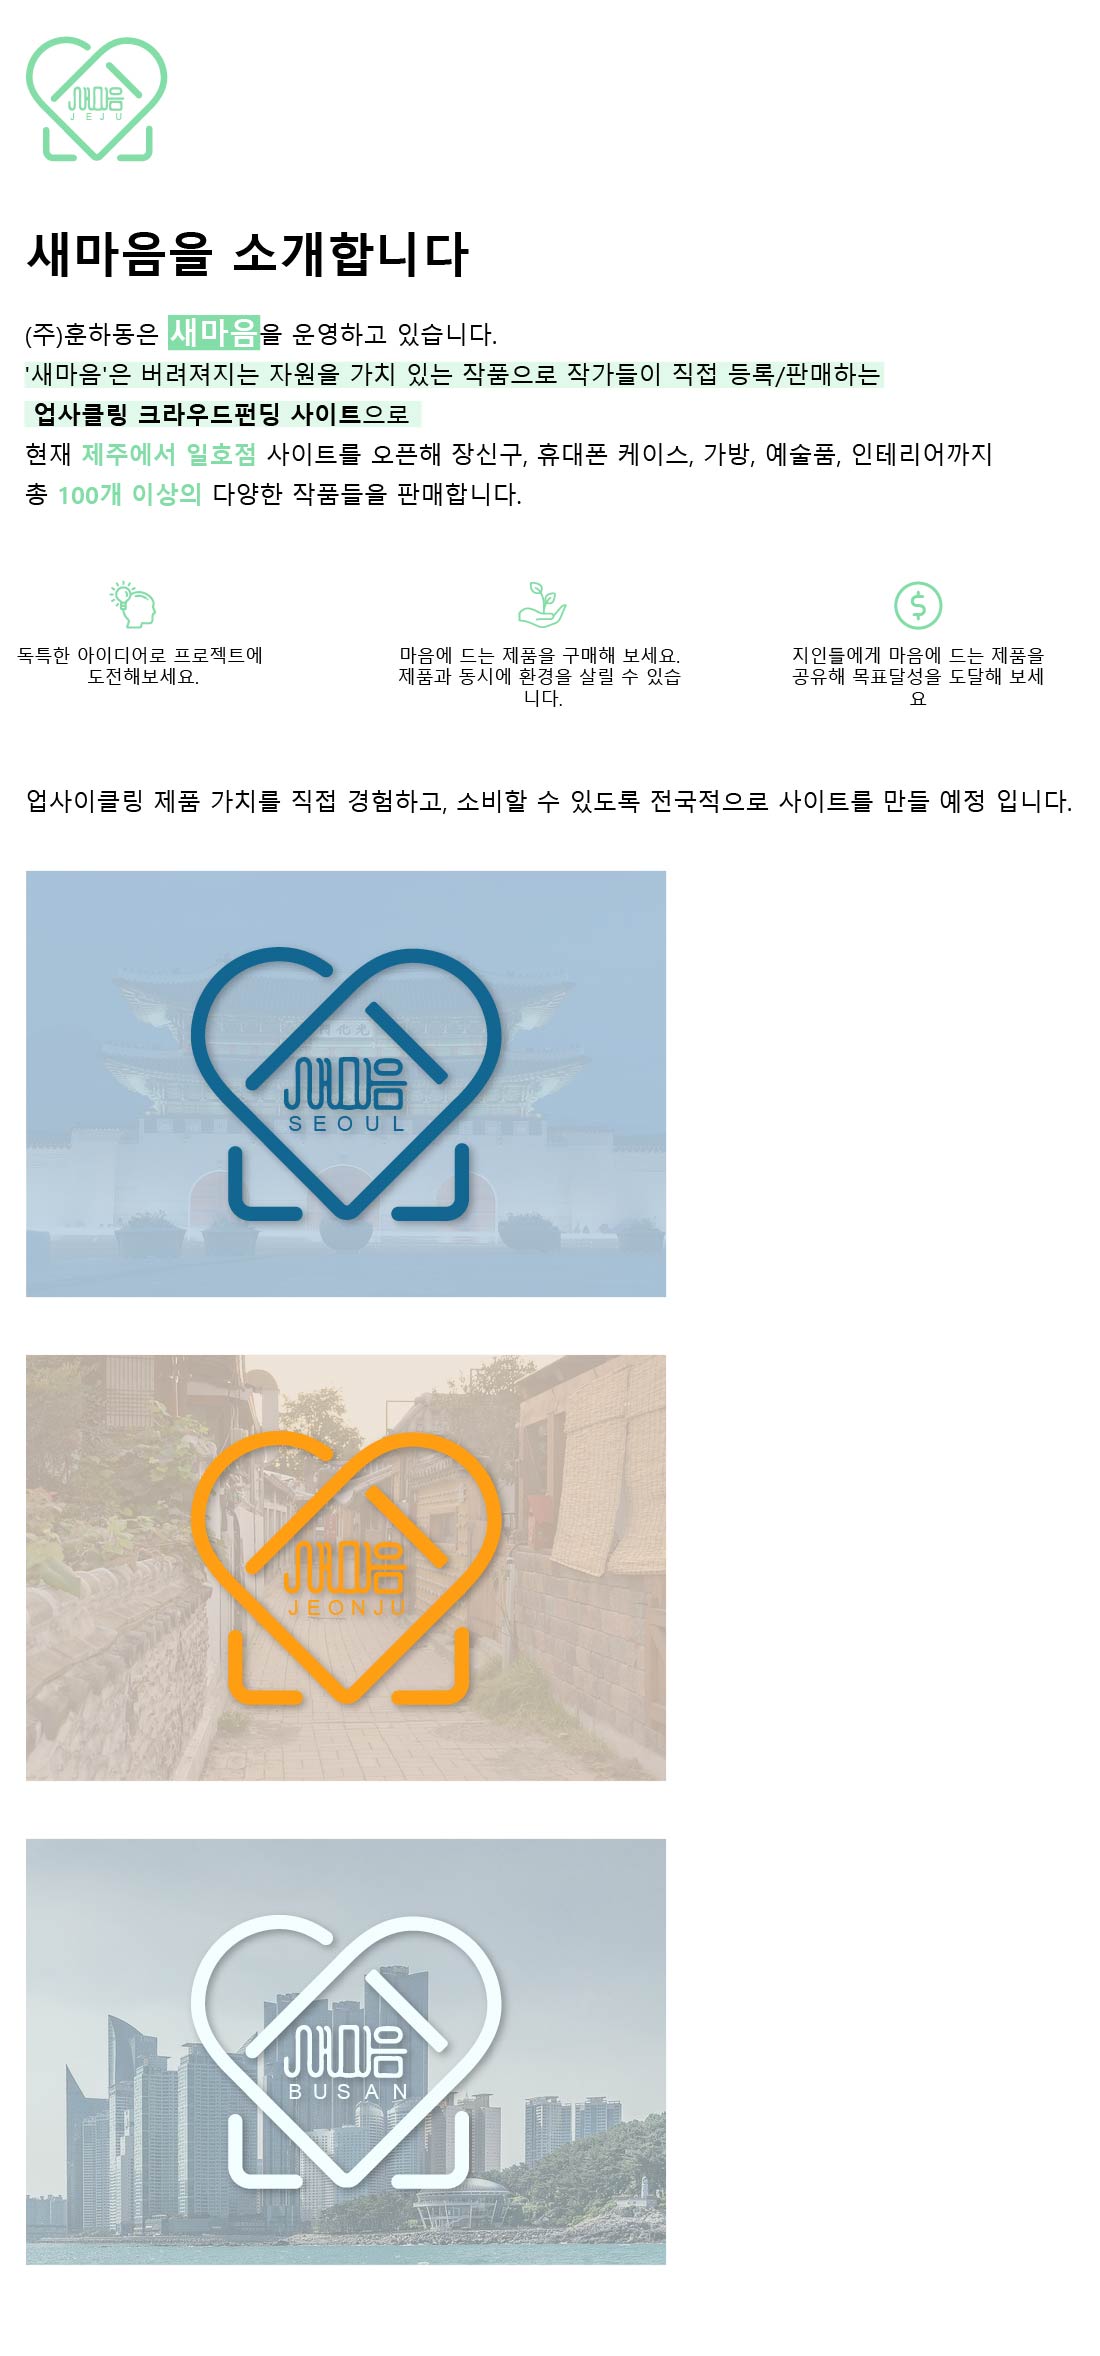 새마음
JEJU
새마음을 소개합니다
(주)훈하동은 새마음을 운영하고 있습니다.
'새마음'은 버려져지는 자원을 가치 있는 작품으로 작가들이 직접 등록/판매하는
업사클링 크라우드펀딩 사이트으로
현재 제주에서 일호점 사이트를 오픈해 장신구, 휴대폰 케이스, 가방, 예술품, 인테리어까지
총 100개 이상의 다양한 작품들을 판매합니다.
독특한 아이디어로 프로젝트에
도전해보세요.
마음에 드는 제품을 구매해 보세요.
제품과 동시에 환경을 살릴 수 있습
니다.
지인들에게 마음에 드는 제품을
공유해 목표달성을 도달해 보세
요
업사이클링 제품 가치를 직접 경험하고, 소비할 수 있도록 전국적으로 사이트를 만들 예정 입니다.
새마음
SEOUL
새마음
JEONJU
새마음
BUSAN